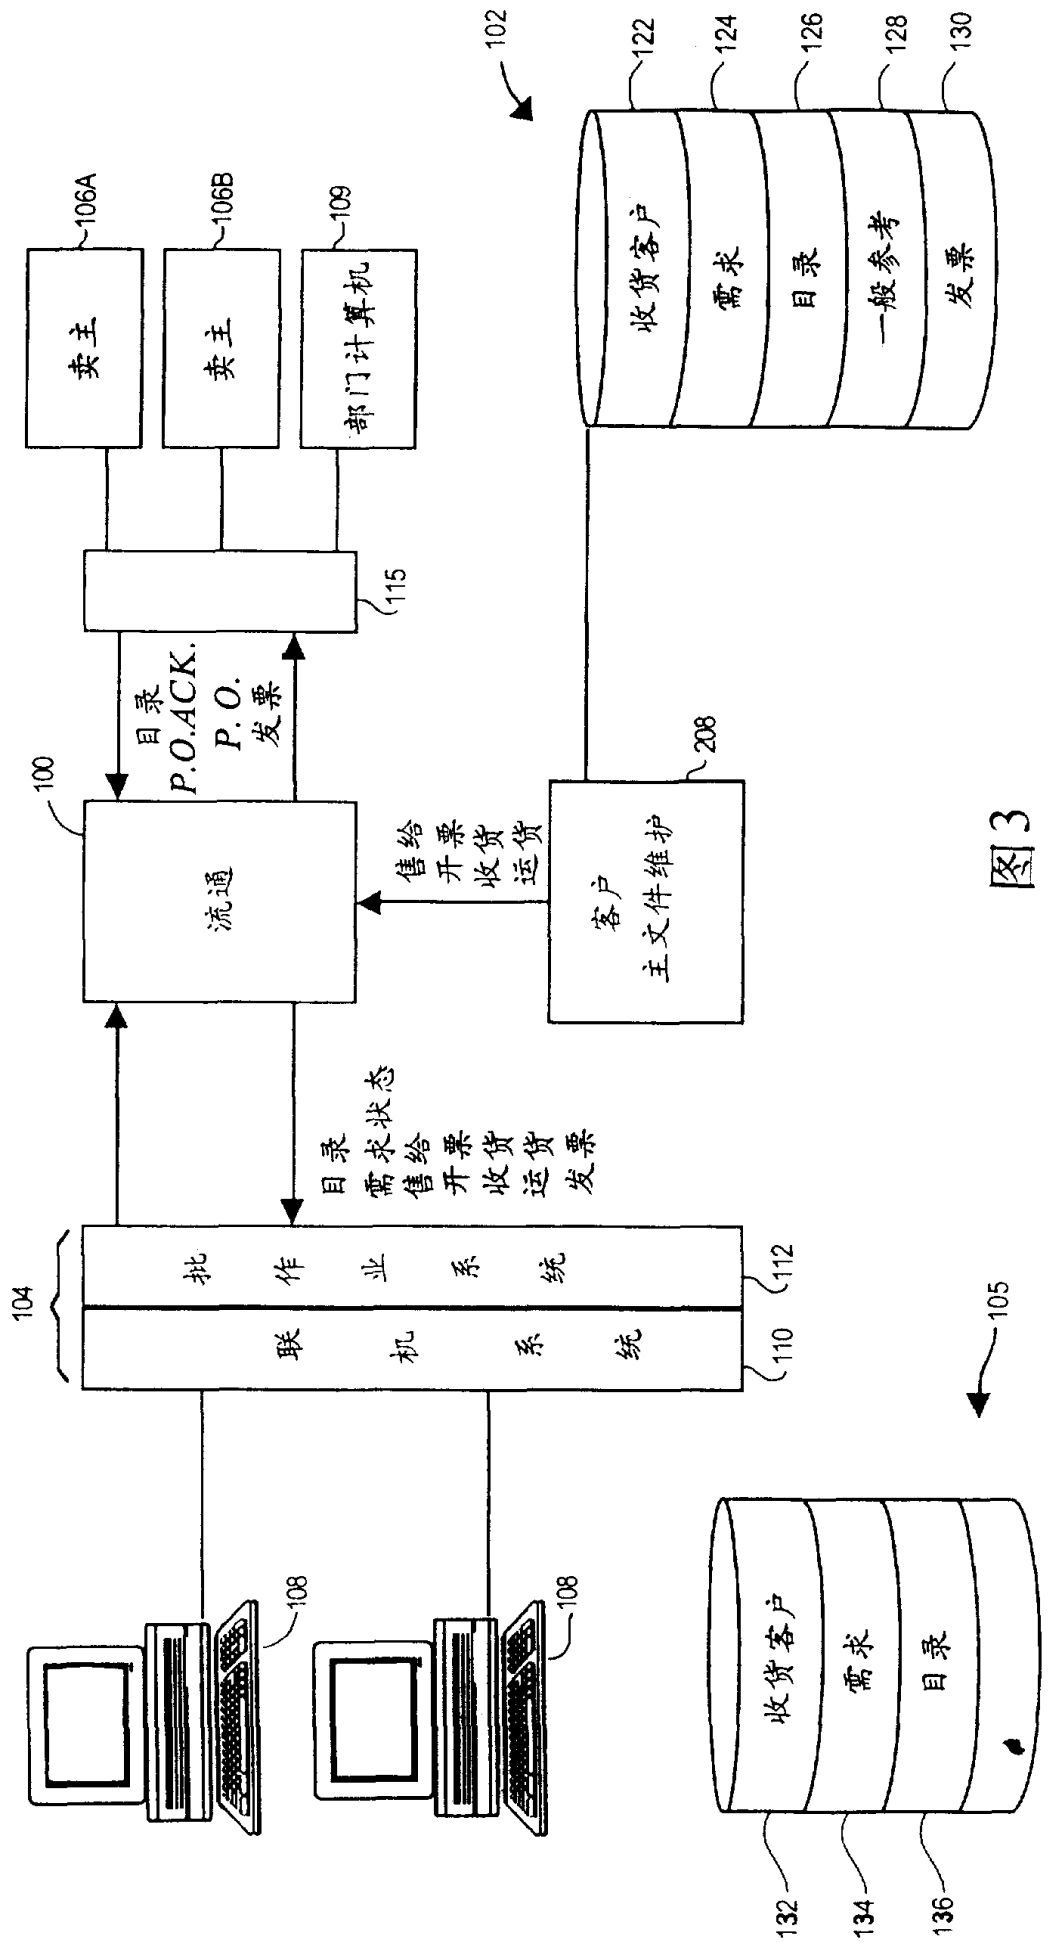 104
108
108
联机系统
110
批作业系统
112
目录
需求状态
售给
开票
收货
运货
发票
100
流通
目录
P.O.ACK.
P.O.
发票
115
卖主
106A
卖主
106B
部门计算机
109
售给
开票
收货
运货
客户
主文件维护
208
102
收货客户
122
需求
124
目录
126
一般参考
128
发票
130
105
收货客户
132
需求
134
目录
136
图3